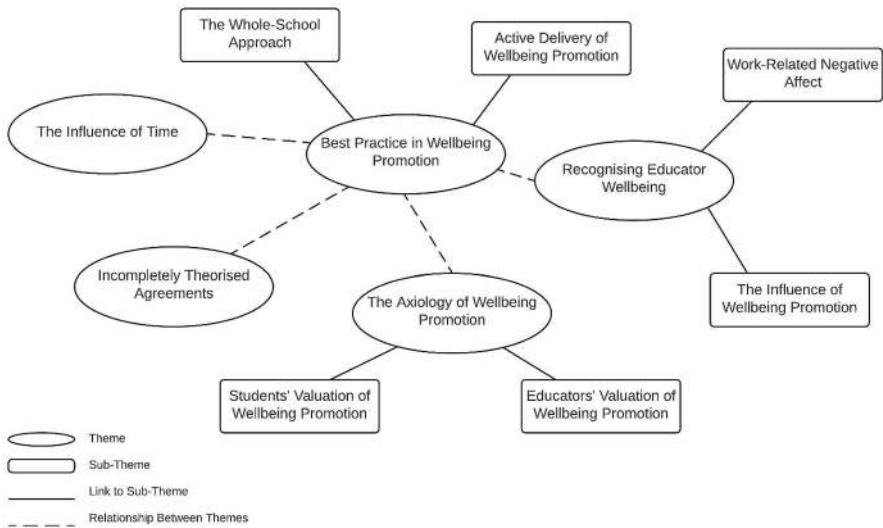 The Whole-School
Approach
Active Delivery of
Wellbeing Promotion
Work-Related Negative
Affect
The Influence of Time
Best Practice in Wellbeing
Promotion
Recognising Educator
Wellbeing
Incompletely Theorised
Agreements
The Axiology of Wellbeing
Promotion
The Influence of
Wellbeing Promotion
Students' Valuation of
Wellbeing Promotion
Educators' Valuation of
Wellbeing Promotion
Theme
Sub-Theme
Link to Sub-Theme
Relationship Between Themes